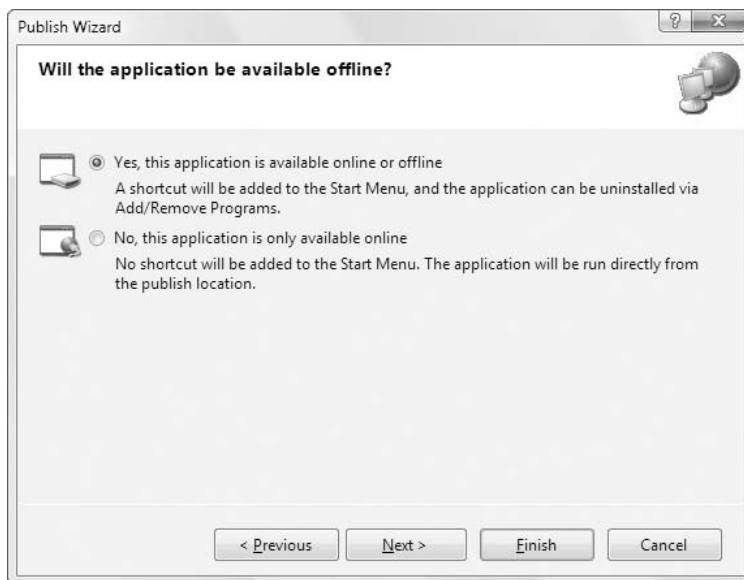 Publish Wizard
?
X
Will the application be available offline?
Yes, this application is available online or offline
A shortcut will be added to the Start Menu, and the application can be uninstalled via
Add/Remove Programs.
No, this application is only available online
No shortcut will be added to the Start Menu. The application will be run directly from
the publish location.
< Previous
Next >
Finish
Cancel